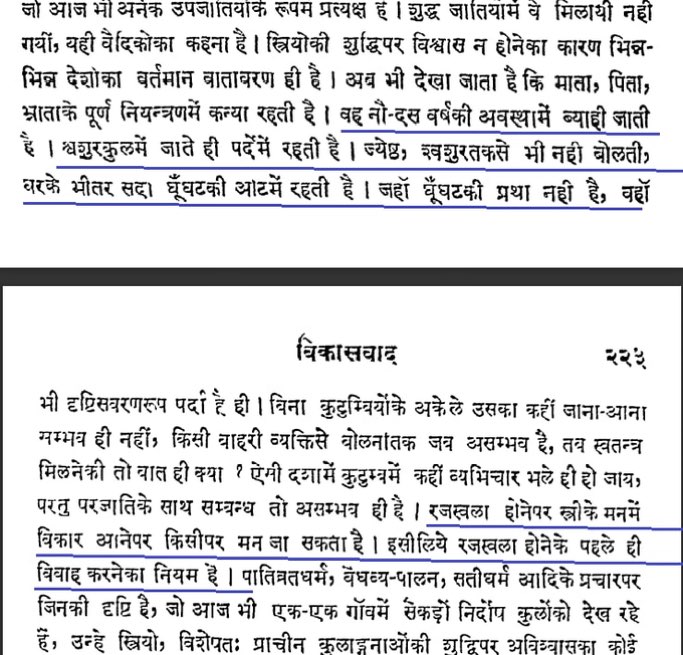 जो आज भी अनेक उपजातियोंके रूपमें प्रत्यक्ष हैं । शुद्ध जातियोंमें वे मिलायी नहीं
गयीं, यही वैदिकोंका कहना है । स्त्रियोंकी शुद्धिपर विश्वास न होनेका कारण भिन्न-
भिन्न देशोंका वर्तमान वातावरण ही है । अब भी देखा जाता है कि माता, पिता,
भ्राताके पूर्ण नियन्त्रणमें कन्या रहती है । वह नौ-दस वर्षकी अवस्थामें ब्याही जाती
है । श्वशुरकुलमें जाते ही पर्देमें रहती है । ज्येष्ठ, श्वशुरतकसे भी नहीं बोलती,
घरके भीतर सदा घूँघटकी आटमें रहती है । जहाँ घूँघटकी प्रथा नहीं है, वहाँ
विकासवाद २२५
भी दृष्टिसवरणरूप पर्दा है ही । विना कुटुम्बियोंके अकेले उसका कहीं जाना-आना
सम्भव ही नहीं, किसी बाहरी व्यक्तिसे बोलनातक जब असम्भव है, तब स्वतन्त्र
मिलनेकी तो बात ही क्या ? ऐसी दशामें कुटुम्बमें कहीं व्यभिचार भले ही हो जाय,
परंतु परजातिके साथ सम्बन्ध तो असम्भव ही है । रजस्वला होनेपर स्त्रीके मनमें
विकार आनेपर किसीपर मन जा सकता है । इसीलिये रजस्वला होनेके पहले ही
विवाह करनेका नियम है । पातिव्रतधर्म, वैधव्य-पालन, सतीधर्म आदिके प्रचारपर
जिनकी दृष्टि है, जो आज भी एक-एक गाँवमें सैकड़ों निर्दोष कुलोंको देख रहे
हैं, उन्हें स्त्रियो, विशेषतः प्राचीन कुलाङ्गनाओंकी शुद्धिपर अविश्वासका कोई